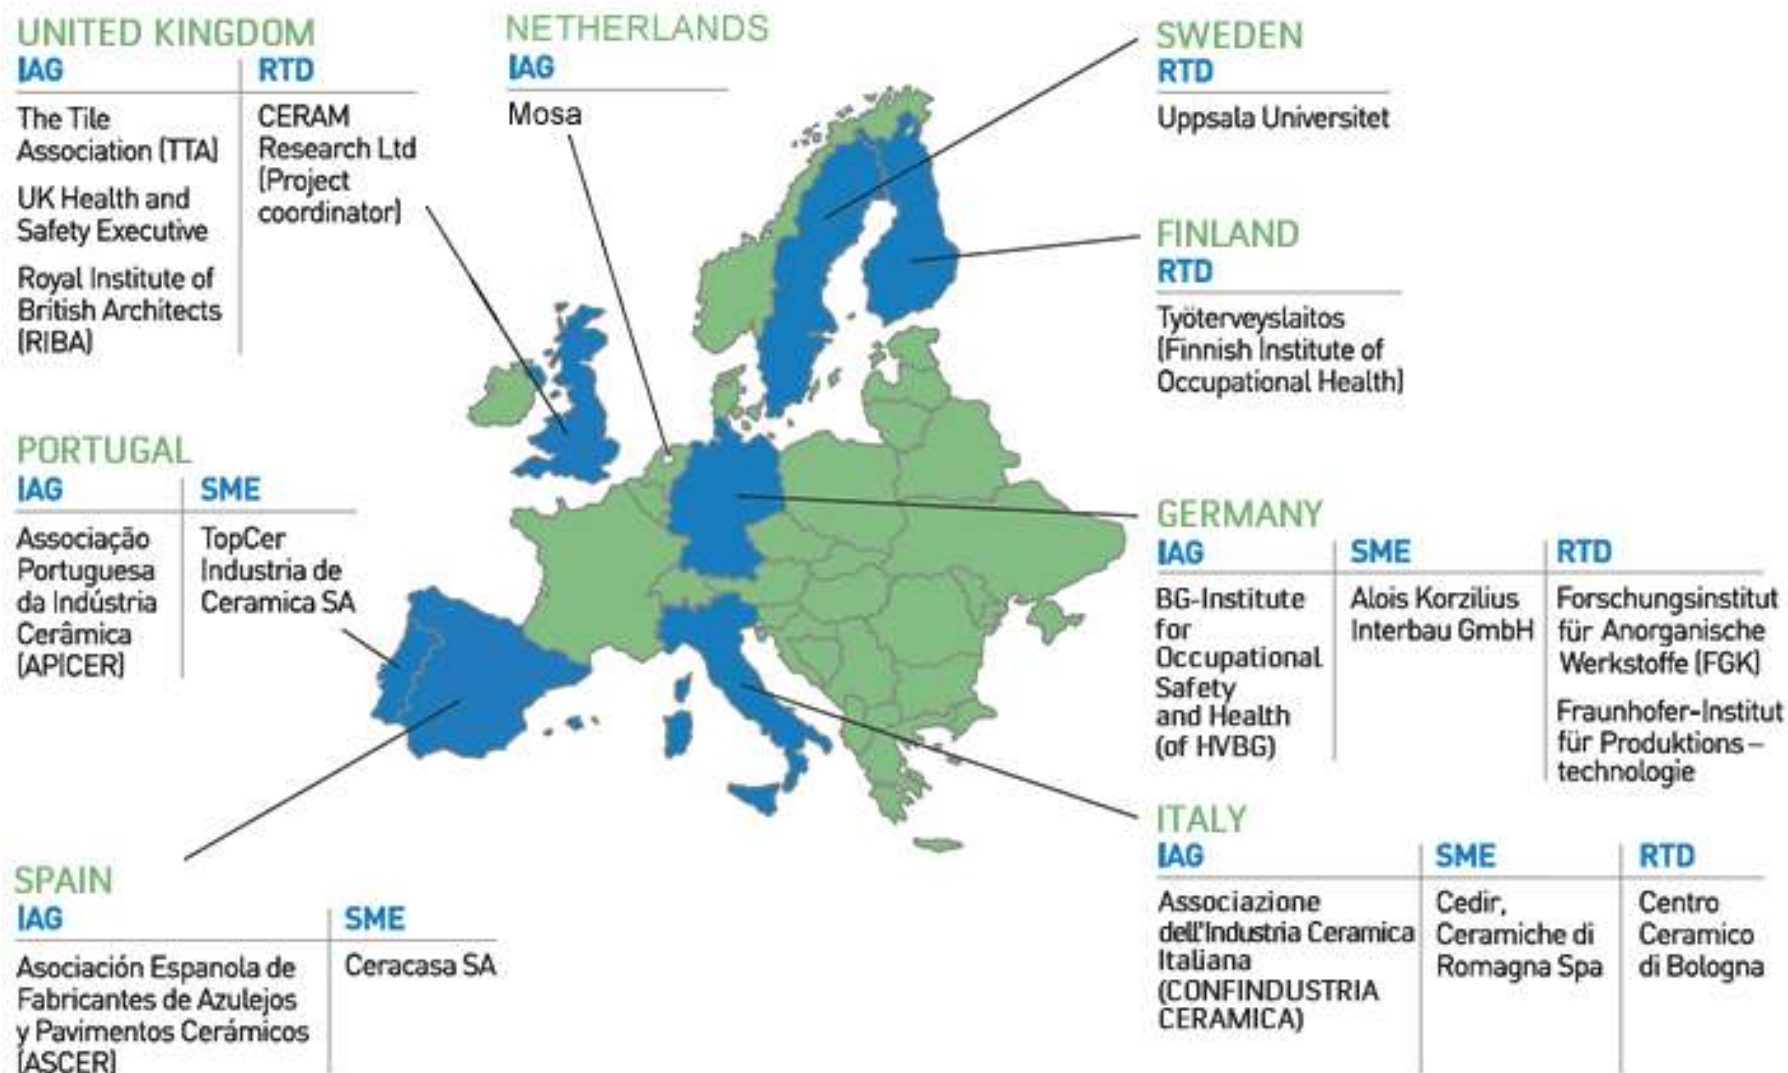 UNITED KINGDOM
IAG
The Tile
Association (TTA)
UK Health and
Safety Executive
Royal Institute of
British Architects
(RIBA)
RTD
CERAM
Research Ltd
(Project
coordinator)
NETHERLANDS
IAG
Mosa
SWEDEN
RTD
Uppsala Universitet
FINLAND
RTD
Työterveyslaitos
(Finnish Institute of
Occupational Health)
PORTUGAL
IAG
Associação
Portuguesa
da Indústria
Cerâmica
(APICER)
SME
TopCer
Industria de
Ceramica SA
GERMANY
IAG
BG-Institute
for
Occupational
Safety
and Health
(of HVBG)
SME
Alois Korzilius
Interbau GmbH
RTD
Forschungsinstitut
für Anorganische
Werkstoffe (FGK)
Fraunhofer-Institut
für Produktions–
technologie
SPAIN
IAG
Asociación Espanola de
Fabricantes de Azulejos
y Pavimentos Cerámicos
(ASCER)
SME
Ceracasa SA
ITALY
IAG
Associazione
dell'Industria Ceramica
Italiana
(CONFINDUSTRIA
CERAMICA)
SME
Cedir,
Ceramiche di
Romagna Spa
RTD
Centro
Ceramico
di Bologna